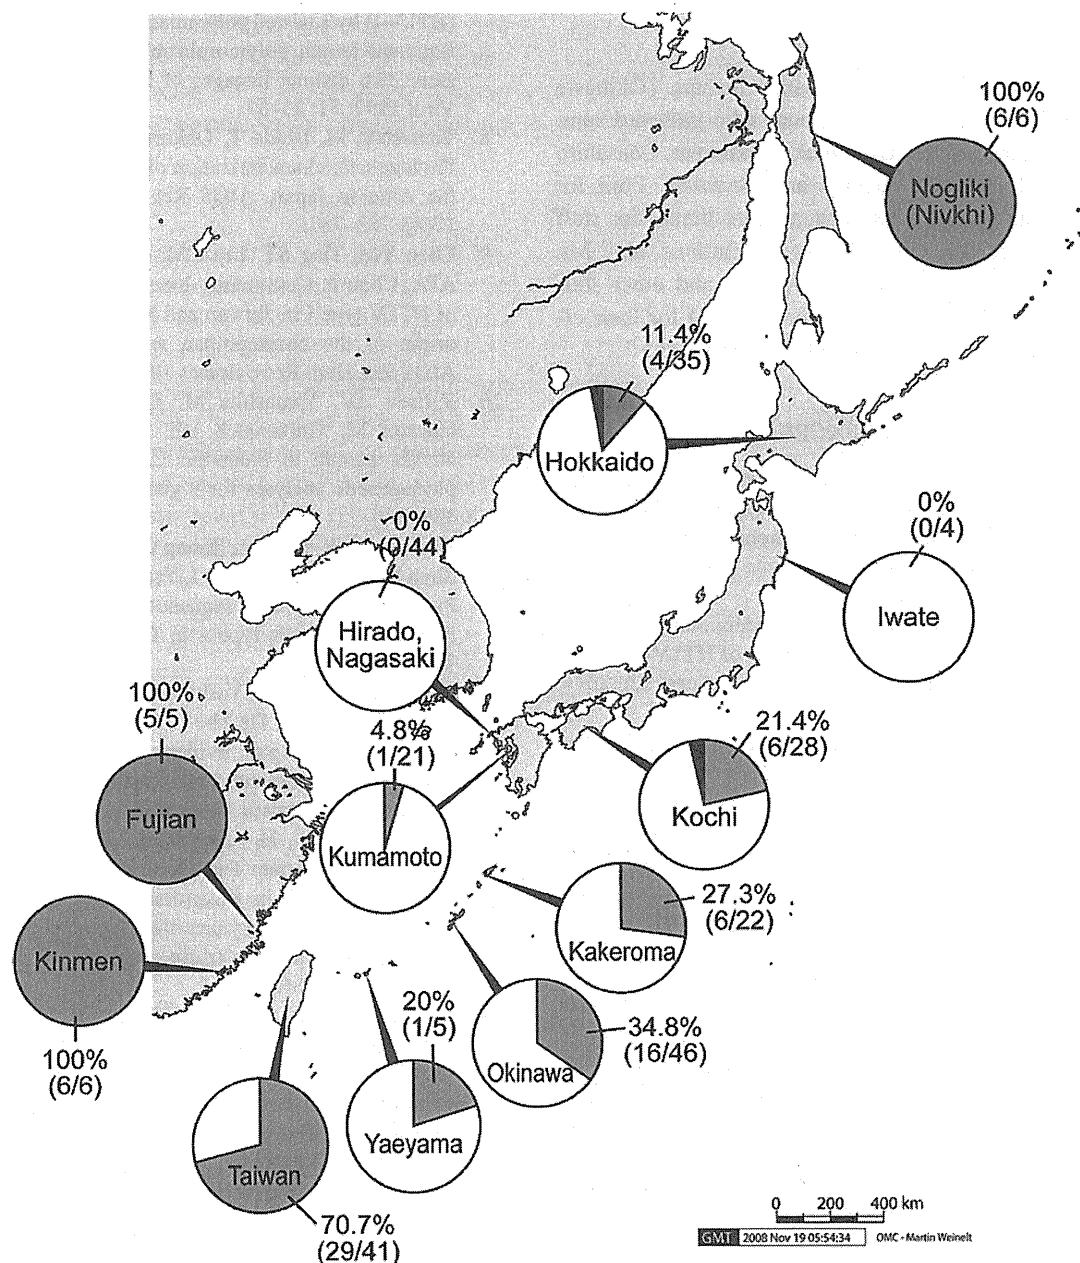 100%
(6/6)
Nogliki
(Nivkhi)
11.4%
(4/35)
Hokkaido
0%
(0/4)
Iwate
0%
(0/44)
Hirado,
Nagasaki
100%
(5/5)
Fujian
4.8%
(1/21)
Kumamoto
21.4%
(6/28)
Kochi
27.3%
(6/22)
Kakeroma
Kinmen
100%
(6/6)
20%
(1/5)
Yaeyama
34.8%
(16/46)
Okinawa
Taiwan
70.7%
(29/41)
0 200 400 km
GMT 2008 Nov 19 05:54:34 OMC - Martin Weinelt